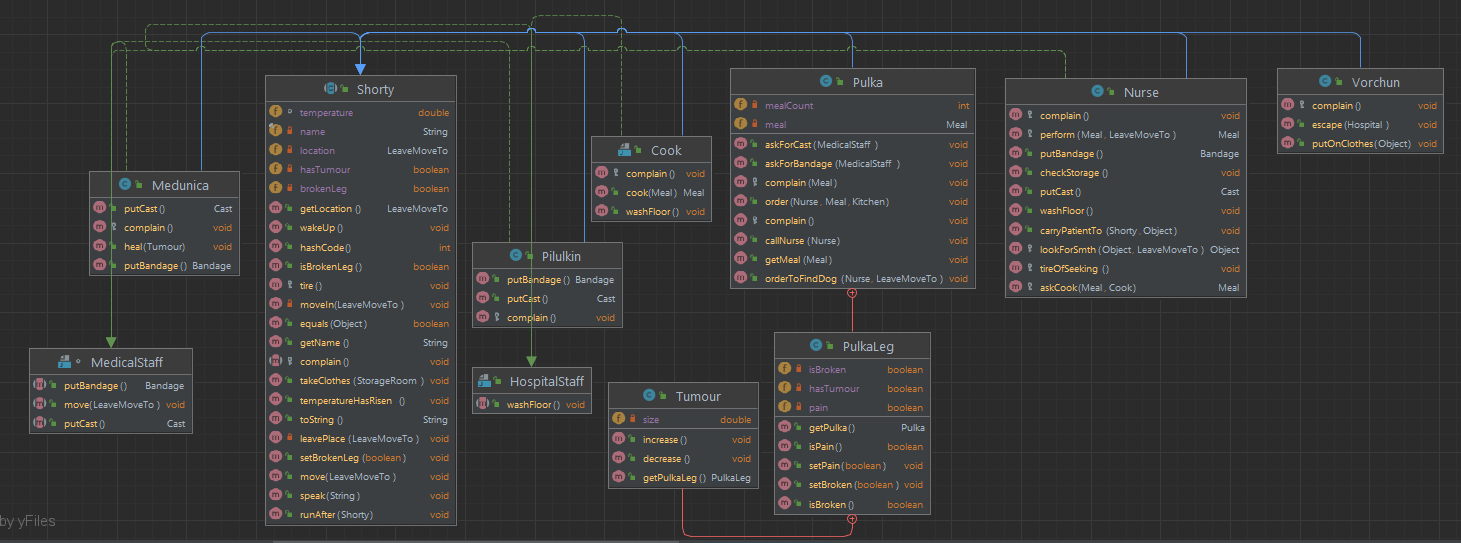 Shorty
temperature double
name String
location LeaveMoveTo
hasTumour boolean
brokenLeg boolean
getLocation () LeaveMoveTo
wakeUp() void
hashCode() int
isBrokenLeg () boolean
tire () void
moveIn(LeaveMoveTo ) void
equals(Object) boolean
getName () String
complain() void
takeClothes (StorageRoom ) void
temperatureHasRisen () void
toString () String
leavePlace (LeaveMoveTo ) void
setBrokenLeg (boolean ) void
move(LeaveMoveTo ) void
speak(String) void
runAfter (Shorty) void
Medunica
putCast () Cast
complain () void
heal(Tumour) void
putBandage () Bandage
MedicalStaff
putBandage () Bandage
move(LeaveMoveTo ) void
putCast() Cast
Cook
complain () void
cook(Meal) Meal
washFloor() void
Pilulkin
putBandage () Bandage
putCast() Cast
complain () void
HospitalStaff
washFloor() void
Pulka
mealCount int
meal Meal
askForCast (MedicalStaff ) void
askForBandage (MedicalStaff ) void
complain (Meal) void
order (Nurse , Meal, Kitchen) void
complain () void
callNurse (Nurse) void
getMeal (Meal) void
orderToFindDog (Nurse, LeaveMoveTo ) void
Nurse
complain () void
perform (Meal , LeaveMoveTo ) Meal
putBandage () Bandage
checkStorage () void
putCast () Cast
washFloor() void
carryPatientTo (Shorty , Object) void
lookForSmth (Object, LeaveMoveTo ) Object
tireOfSeeking () void
askCook(Meal , Cook) Meal
Vorchun
complain () void
escape (Hospital ) void
putOnClothes (Object) void
Tumour
size double
increase () void
decrease () void
getPulkaLeg () PulkaLeg
PulkaLeg
isBroken boolean
hasTumour boolean
pain boolean
getPulka() Pulka
isPain() boolean
setPain(boolean ) void
setBroken (boolean ) void
isBroken () boolean
by yFiles